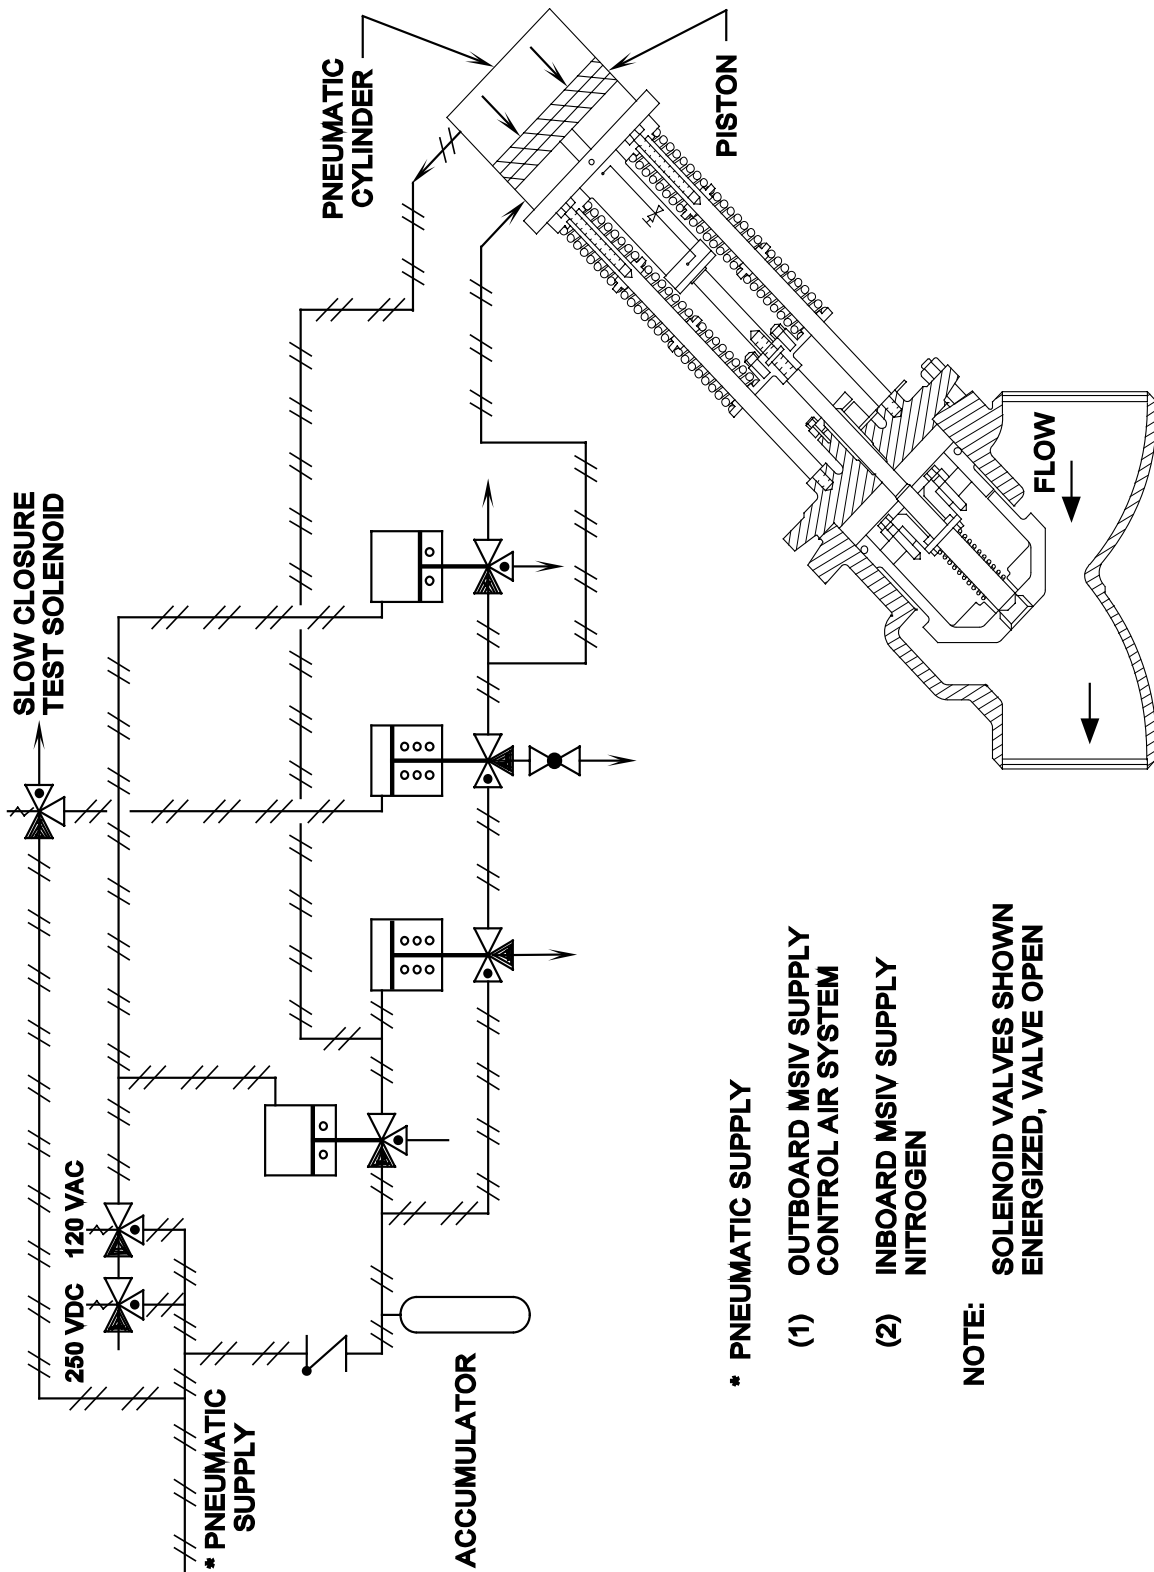 SLOW CLOSURE
TEST SOLENOID
PNEUMATIC
CYLINDER
PISTON
250 VDC
120 VAC
* PNEUMATIC
SUPPLY
ACCUMULATOR
FLOW
* PNEUMATIC SUPPLY
(1) OUTBOARD MSIV SUPPLY
CONTROL AIR SYSTEM
(2) INBOARD MSIV SUPPLY
NITROGEN
NOTE:
SOLENOID VALVES SHOWN
ENERGIZED, VALVE OPEN